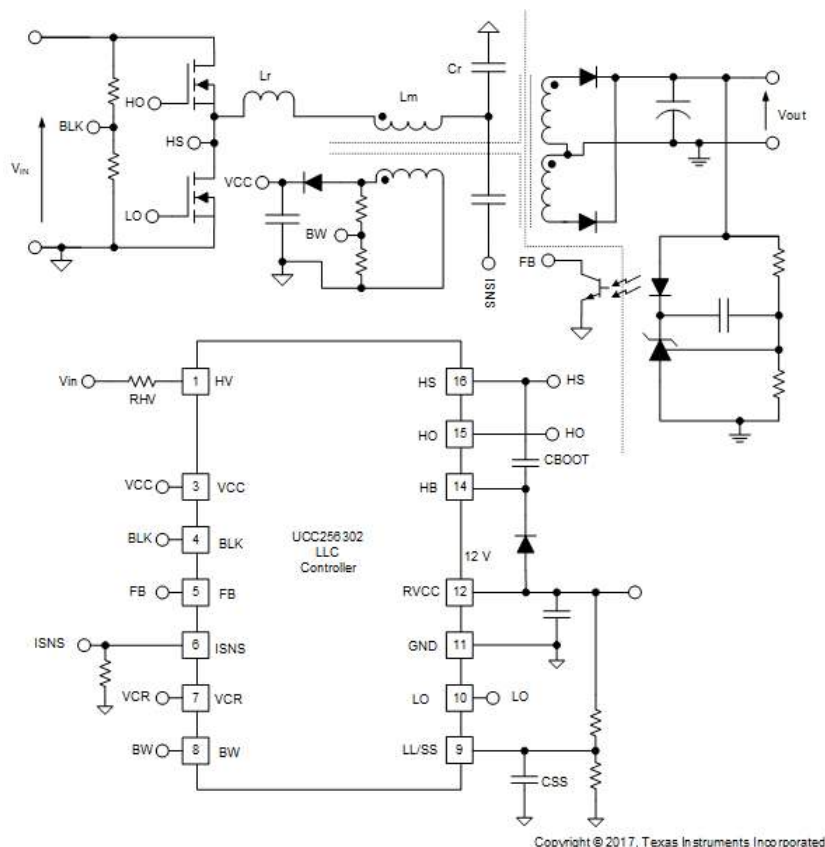 Lr
Cr
Lm
HO
BLK
HS
VIN
VCC
LO
BW
ISNS
FB
Vout
Vin
RHV
1
HV
VCC
3
VCC
BLK
4
BLK
FB
5
FB
ISNS
6
ISNS
VCR
7
VCR
BW
8
BW
UCC256302
LLC
Controller
HS
16
HS
HO
15
HO
CBOOT
HB
14
12 V
RVCC
12
GND
11
LO
10
LO
LL/SS
9
CSS
Copyright © 2017, Texas Instruments Incorporated